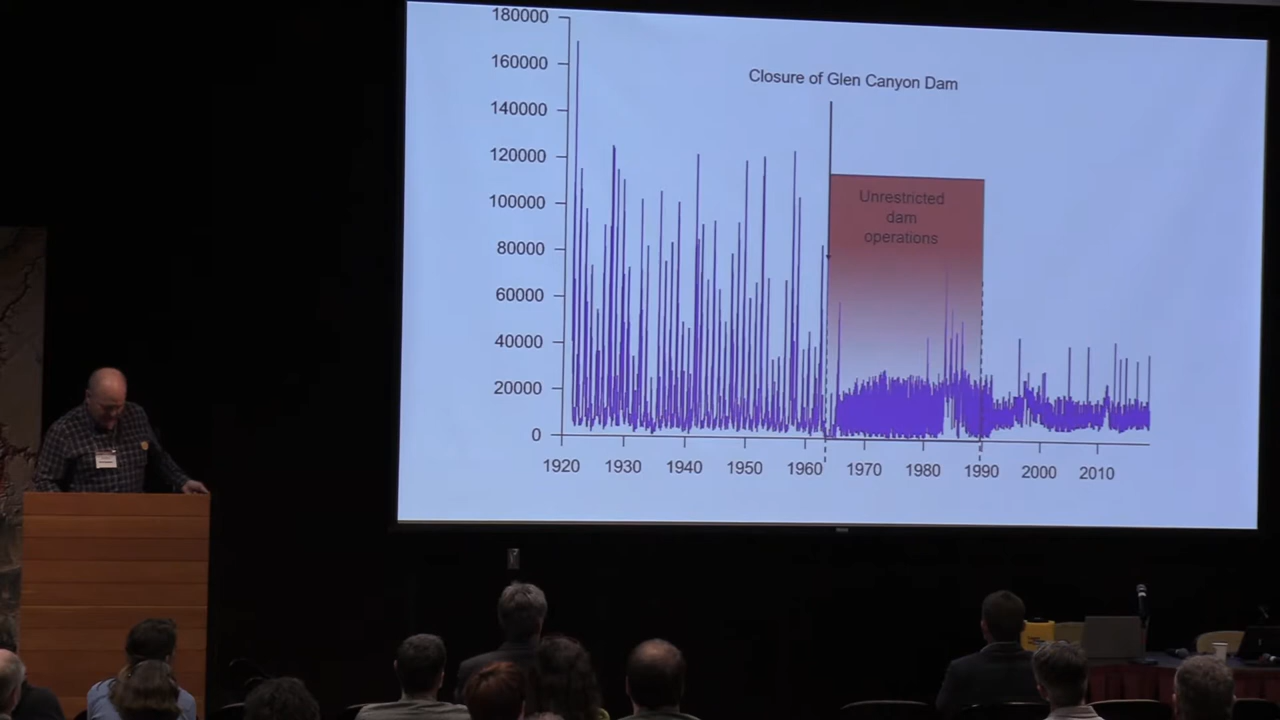 180000
160000
140000
120000
100000
80000
60000
40000
20000
0
Closure of Glen Canyon Dam
Unrestricted
dam
operations
1920 1930 1940 1950 1960 1970 1980 1990 2000 2010